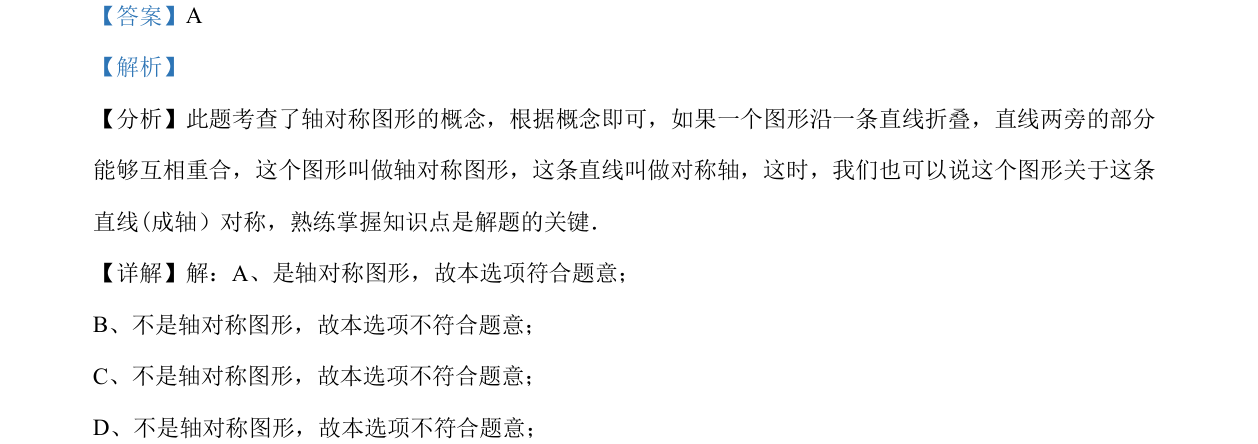 【答案】A
【解析】
【分析】此题考查了轴对称图形的概念，根据概念即可，如果一个图形沿一条直线折叠，直线两旁的部分
能够互相重合，这个图形叫做轴对称图形，这条直线叫做对称轴，这时，我们也可以说这个图形关于这条
直线(成轴）对称，熟练掌握知识点是解题的关键．
【详解】解：A、是轴对称图形，故本选项符合题意；
B、不是轴对称图形，故本选项不符合题意；
C、不是轴对称图形，故本选项不符合题意；
D、不是轴对称图形，故本选项不符合题意；